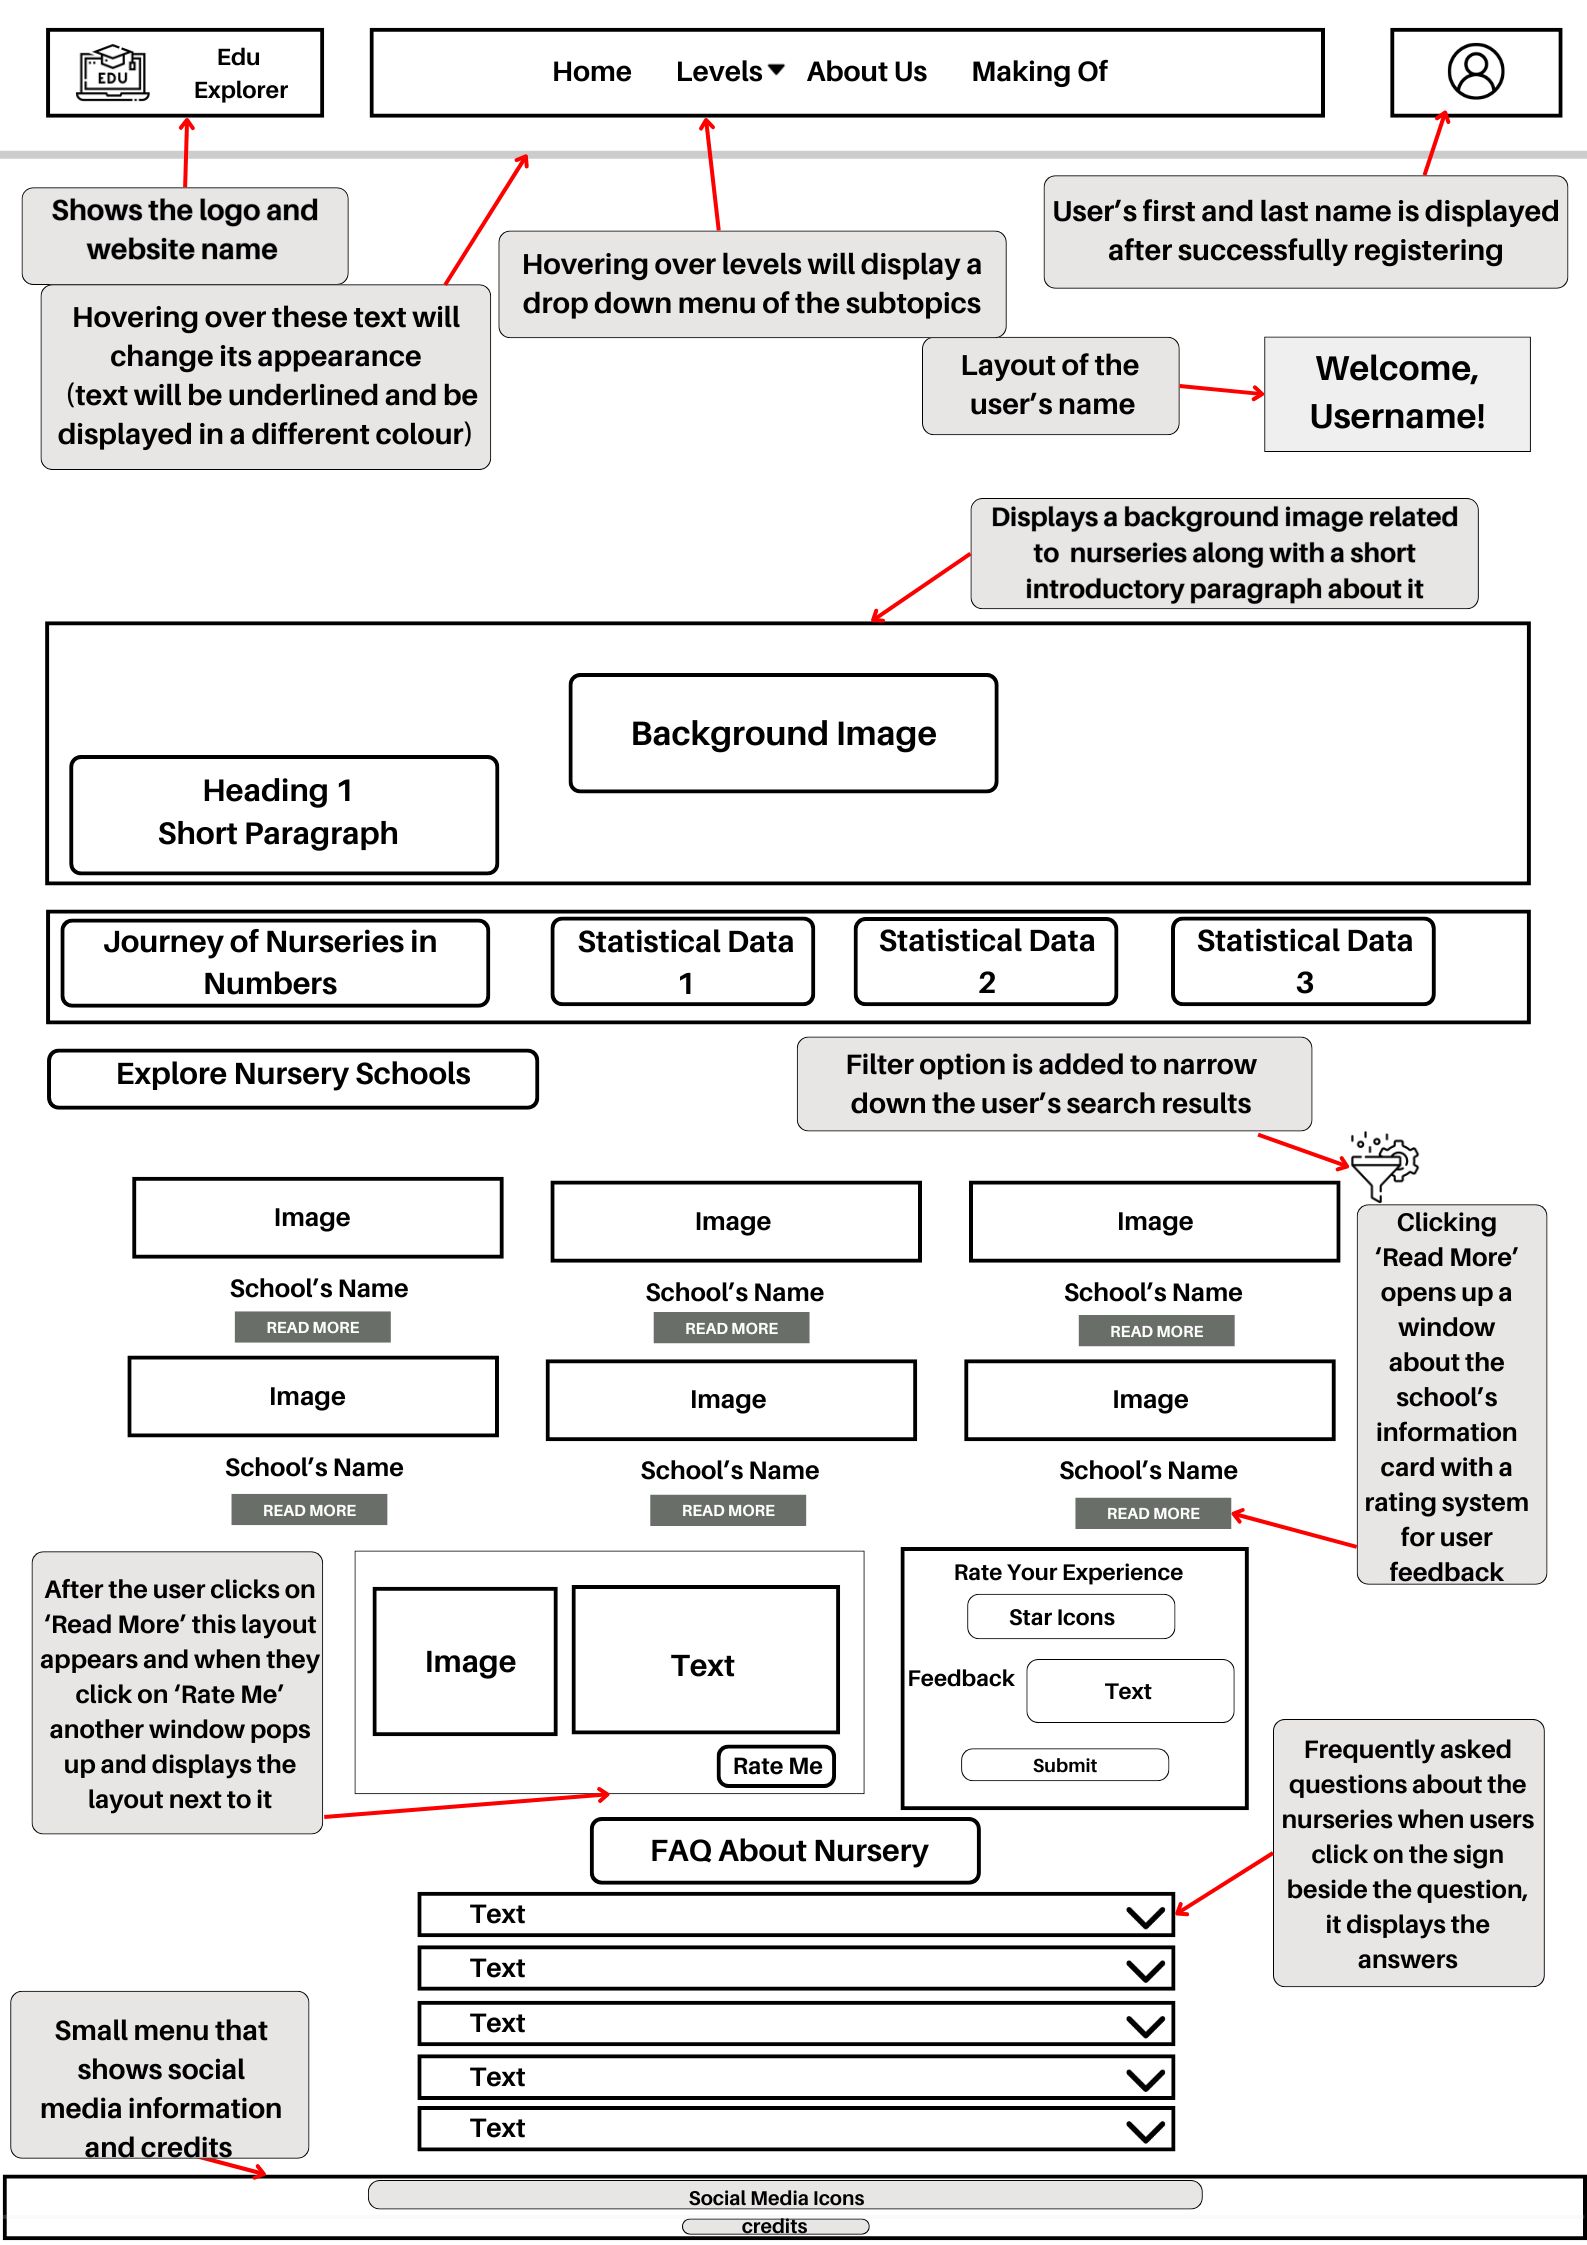 EDU
Edu
Explorer
Home Levels About Us Making Of
Shows the logo and
website name
User’s first and last name is displayed
after successfully registering
Hovering over levels will display a
drop down menu of the subtopics
Hovering over these text will
change its appearance
(text will be underlined and be
displayed in a different colour)
Layout of the
user’s name
Welcome,
Username!
Displays a background image related
to nurseries along with a short
introductory paragraph about it
Background Image
Heading 1
Short Paragraph
Journey of Nurseries in
Numbers
Statistical Data
1
Statistical Data
2
Statistical Data
3
Explore Nursery Schools
Filter option is added to narrow
down the user’s search results
Image
Image
Image
School’s Name
School’s Name
School’s Name
READ MORE
READ MORE
READ MORE
Image
Image
Image
School’s Name
School’s Name
School’s Name
READ MORE
READ MORE
READ MORE
Clicking
‘Read More’
opens up a
window
about the
school’s
information
card with a
rating system
for user
feedback
After the user clicks on
‘Read More’ this layout
appears and when they
click on ‘Rate Me’
another window pops
up and displays the
layout next to it
Image
Text
Rate Me
Rate Your Experience
Star Icons
Feedback
Text
Submit
Frequently asked
questions about the
nurseries when users
click on the sign
beside the question,
it displays the
answers
FAQ About Nursery
Text
Text
Text
Text
Text
Small menu that
shows social
media information
and credits
Social Media Icons
credits